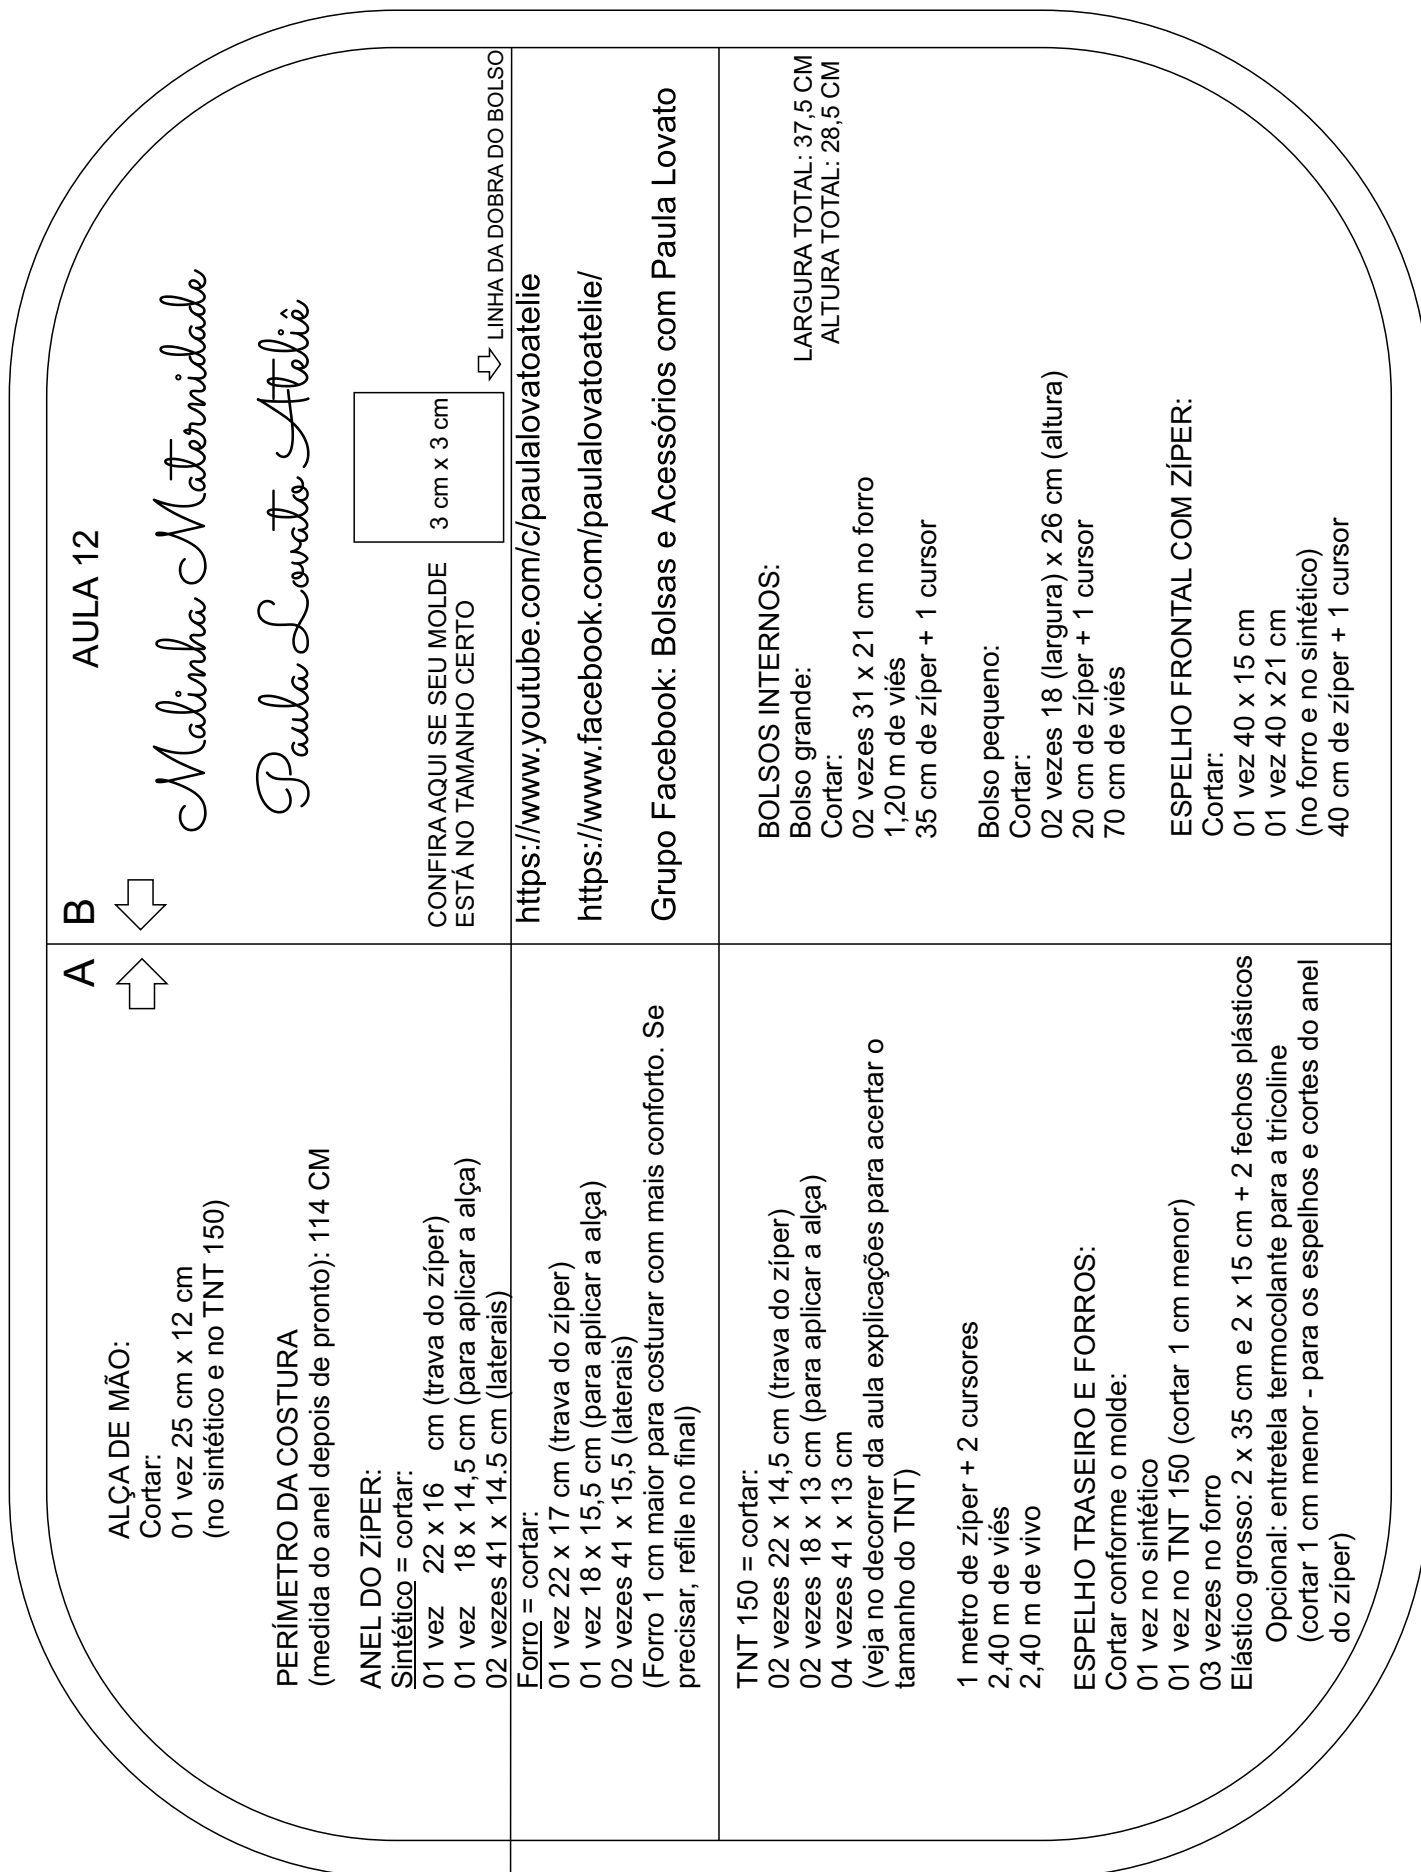 A
ALÇA DE MÃO:
Cortar:
01 vez 25 cm x 12 cm
(no sintético e no TNT 150)
PERÍMETRO DA COSTURA
(medida do anel depois de pronto): 114 CM
ANEL DO ZÍPER:
Sintético = cortar:
01 vez 22 x 16 cm (trava do zíper)
01 vez 18 x 14,5 cm (para aplicar a alça)
02 vezes 41 x 14.5 cm (laterais)
Forro = cortar:
01 vez 22 x 17 cm (trava do zíper)
01 vez 18 x 15,5 cm (para aplicar a alça)
02 vezes 41 x 15,5 (laterais)
(Forro 1 cm maior para costurar com mais conforto. Se
precisar, refile no final)
TNT 150 = cortar:
02 vezes 22 x 14,5 cm (trava do zíper)
02 vezes 18 x 13 cm (para aplicar a alça)
04 vezes 41 x 13 cm
(veja no decorrer da aula explicações para acertar o
tamanho do TNT)
1 metro de zíper + 2 cursores
2,40 m de viés
2,40 m de vivo
ESPELHO TRASEIRO E FORROS:
Cortar conforme o molde:
01 vez no sintético
01 vez no TNT 150 (cortar 1 cm menor)
03 vezes no forro
Elástico grosso: 2 x 35 cm e 2 x 15 cm + 2 fechos plásticos
Opcional: entretela termocolante para a tricoline
(cortar 1 cm menor - para os espelhos e cortes do anel
do zíper)
B
AULA 12
Malinha Maternidade
Paula Lovato Ateliê
CONFIRA AQUI SE SEU MOLDE
ESTÁ NO TAMANHO CERTO
3 cm x 3 cm
LINHA DA DOBRA DO BOLSO
https://www.youtube.com/c/paulalovatoatelie
https://www.facebook.com/paulalovatoatelie/
Grupo Facebook: Bolsas e Acessórios com Paula Lovato
LARGURA TOTAL: 37,5 CM
ALTURA TOTAL: 28,5 CM
BOLSOS INTERNOS:
Bolso grande:
Cortar:
02 vezes 31 x 21 cm no forro
1,20 m de viés
35 cm de zíper + 1 cursor
Bolso pequeno:
Cortar:
02 vezes 18 (largura) x 26 cm (altura)
20 cm de zíper + 1 cursor
70 cm de viés
ESPELHO FRONTAL COM ZÍPER:
Cortar:
01 vez 40 x 15 cm
01 vez 40 x 21 cm
(no forro e no sintético)
40 cm de zíper + 1 cursor